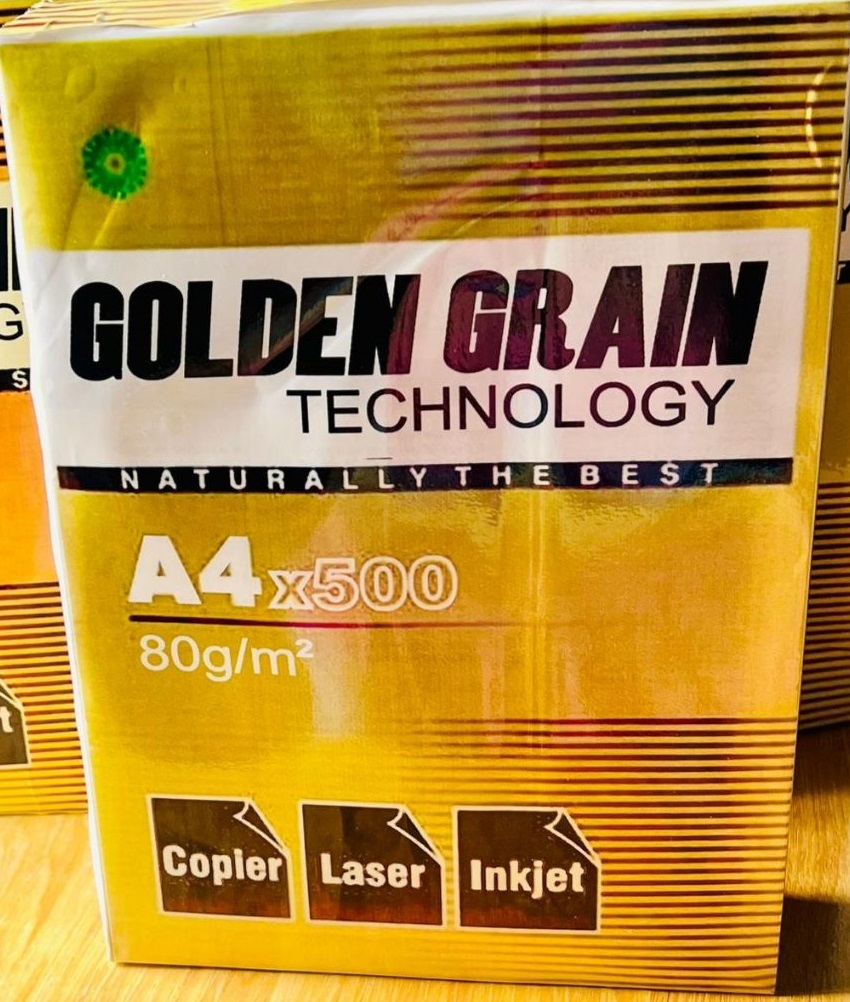 GOLDEN GRAIN
TECHNOLOGY
NATURALLY THE BEST
A4 x500
80g/m²
Copier
Laser
Inkjet
G
S
t